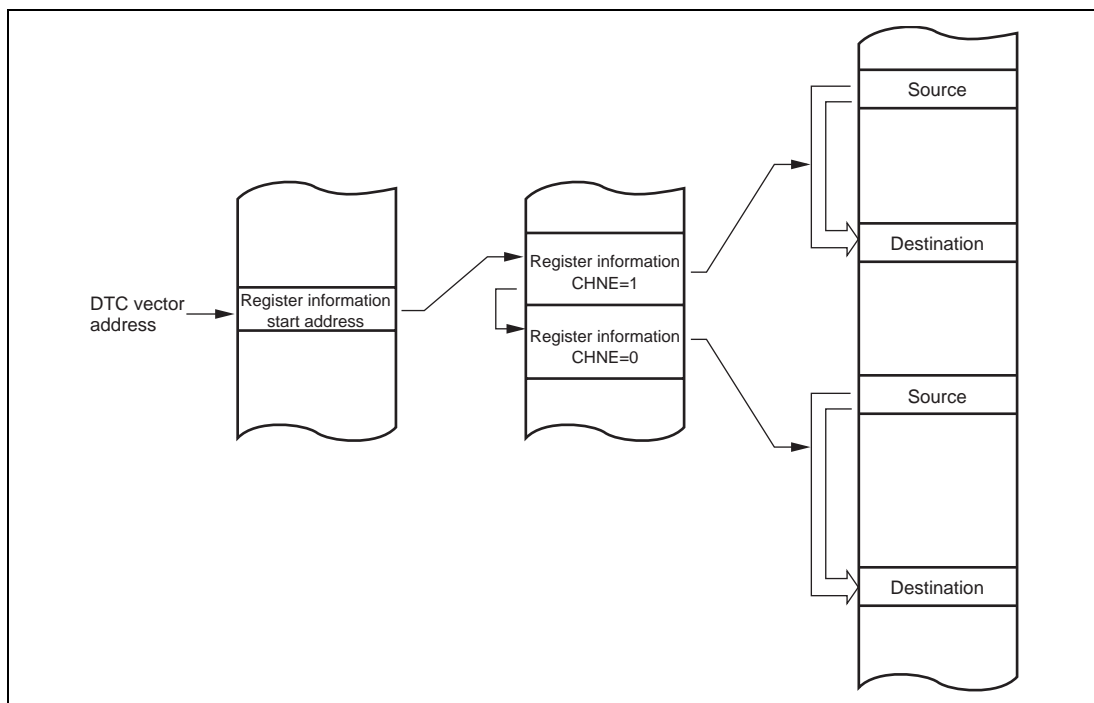 DTC vector
address
Register information
start address
Register information
CHNE=1
Register information
CHNE=0
Source
Destination
Source
Destination